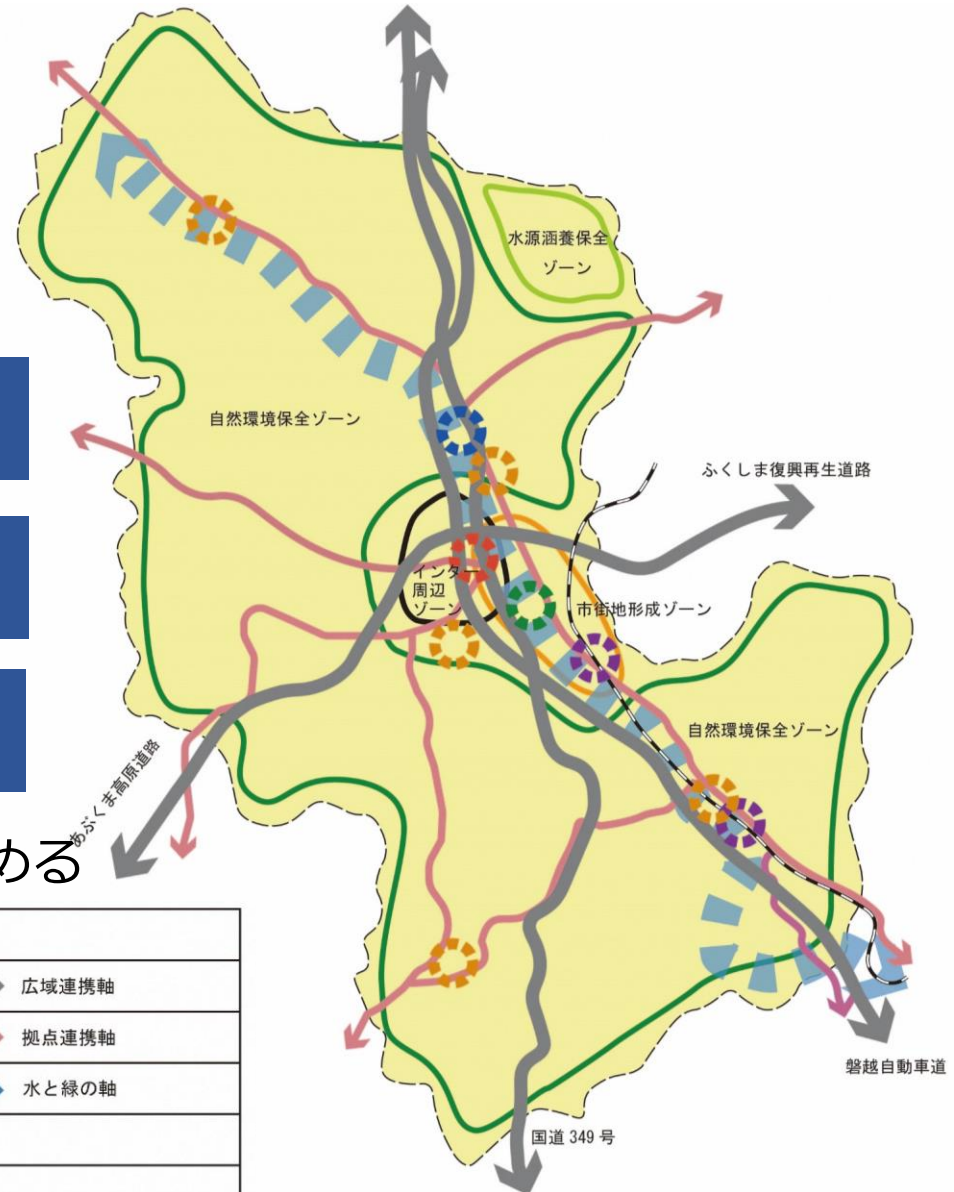 水源涵養保全
ゾーン
自然環境保全ゾーン
ふくしま復興再生道路
インター
周辺
ゾーン
市街地形成ゾーン
自然環境保全ゾーン
あぶくま高原道路
める
広域連携軸
拠点連携軸
水と緑の軸
磐越自動車道
国道 349 号